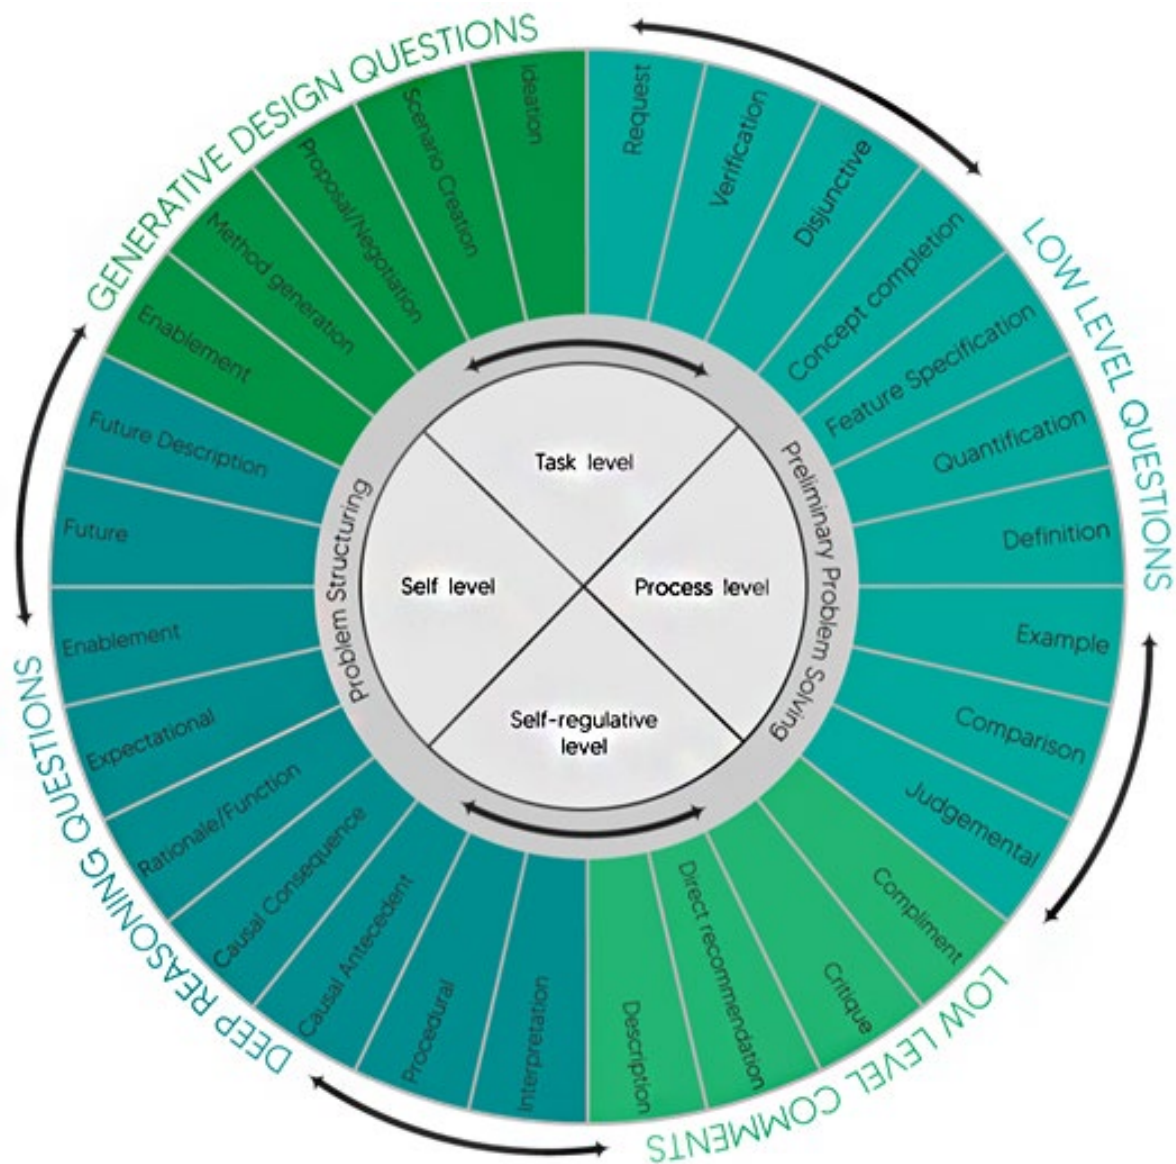 GENERATIVE DESIGN QUESTIONS
Ideation
Scenario Creation
Proposal/Negotiation
Method generation
Enablement
LOW LEVEL QUESTIONS
Request
Verification
Disjunctive
Concept completion
Feature Specification
Quantification
Definition
Example
Comparison
Judgemental
LOW LEVEL COMMENTS
Compliment
Critique
Direct recommendation
Description
DEEP REASONING QUESTIONS
Interpretation
Procedural
Causal Antecedent
Causal Consequence
Rationale/Function
Expectational
Enablement
Future
Future Description
Problem Structuring
Preliminary Problem Solving
Task level
Self level
Process level
Self-regulative
level